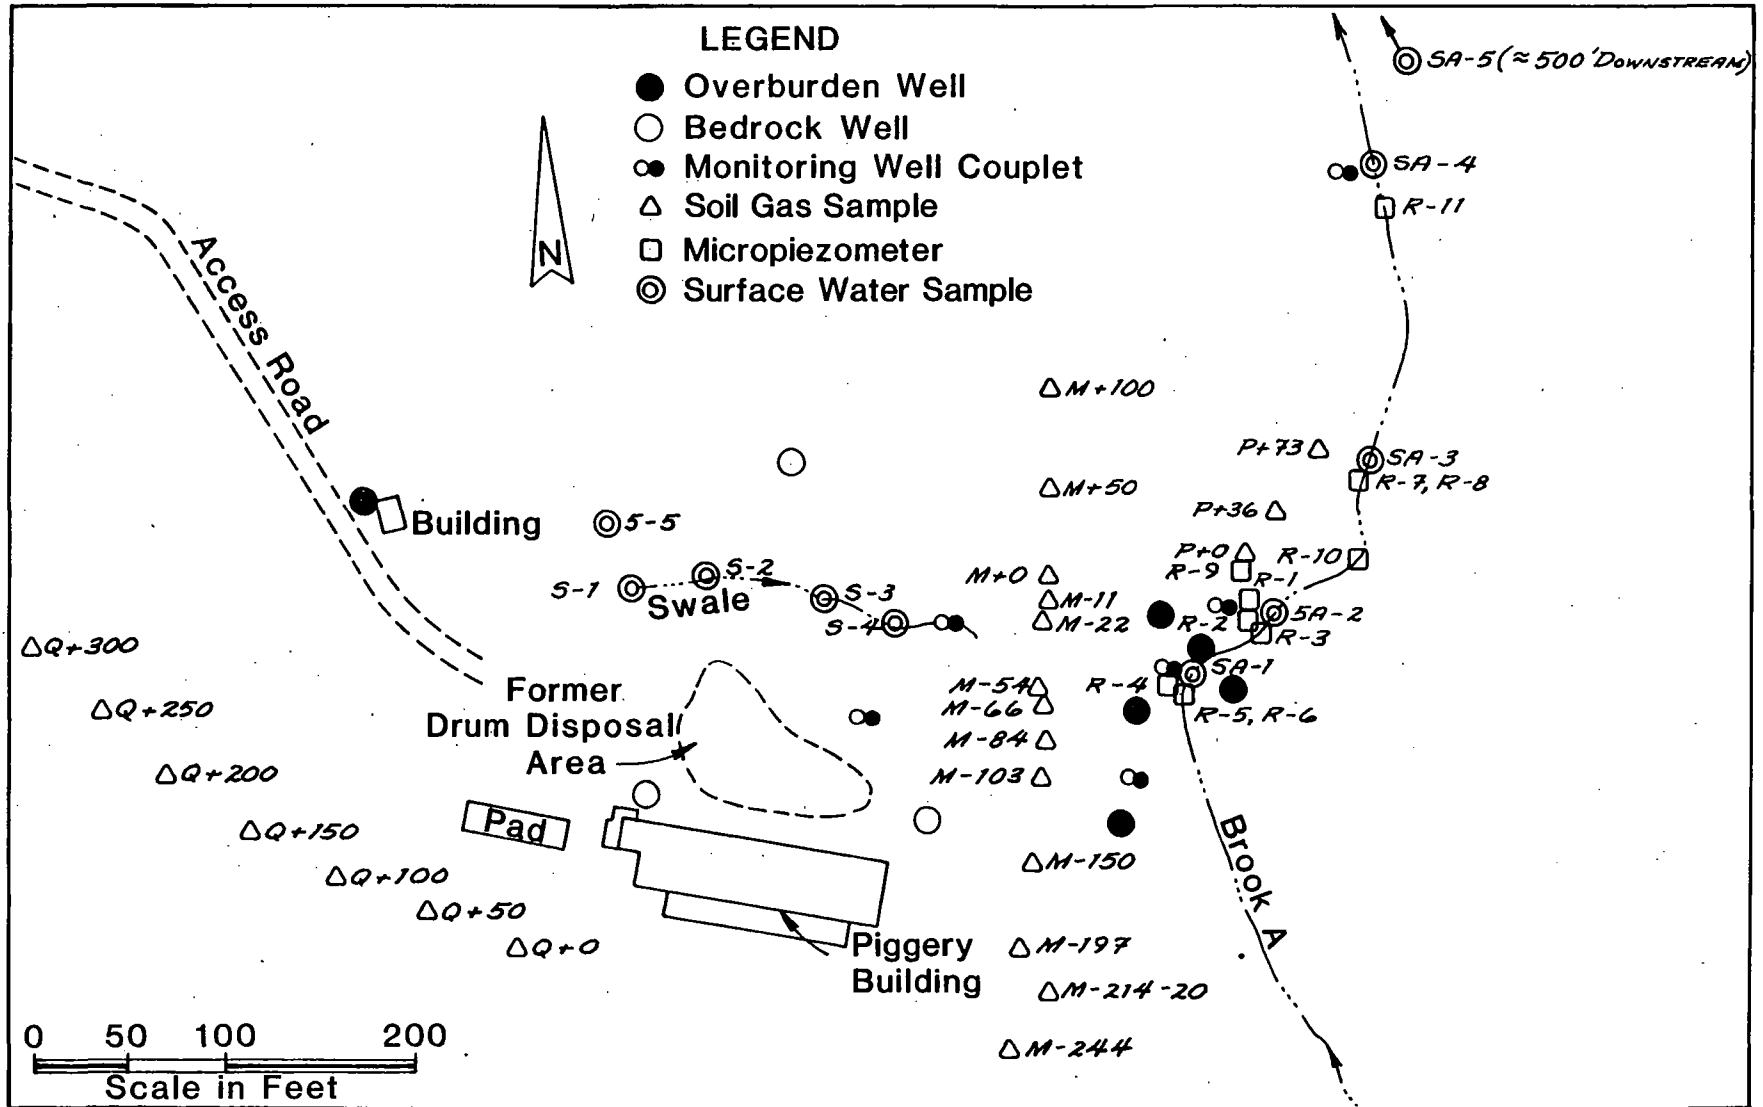 LEGEND
Overburden Well
Bedrock Well
Monitoring Well Couplet
Soil Gas Sample
Micropiezometer
Surface Water Sample
N
SA-5 (≈ 500' DOWNSTREAM)
SA-4
R-11
Access Road
M+100
P+73
SA-3
R-7, R-8
M+50
P+36
Building
S-5
P+0
R-10
R-9
R-1
M+0
S-1
S-2
Swale
S-3
M-11
S-4
M-22
R-2
SA-2
R-3
Q+300
SA-1
Former
Drum Disposal
Area
M-54
R-4
M-66
R-5, R-6
Q+250
M-84
Q+200
M-103
Pad
Q+150
Brook A
M-150
Q+100
Q+50
Q+0
Piggery
Building
M-197
M-214-20
M-244
0 50 100 200
Scale in Feet